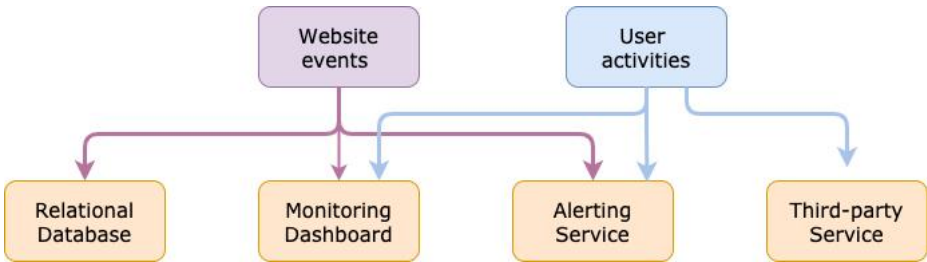 Website
events
User
activities
Relational
Database
Monitoring
Dashboard
Alerting
Service
Third-party
Service